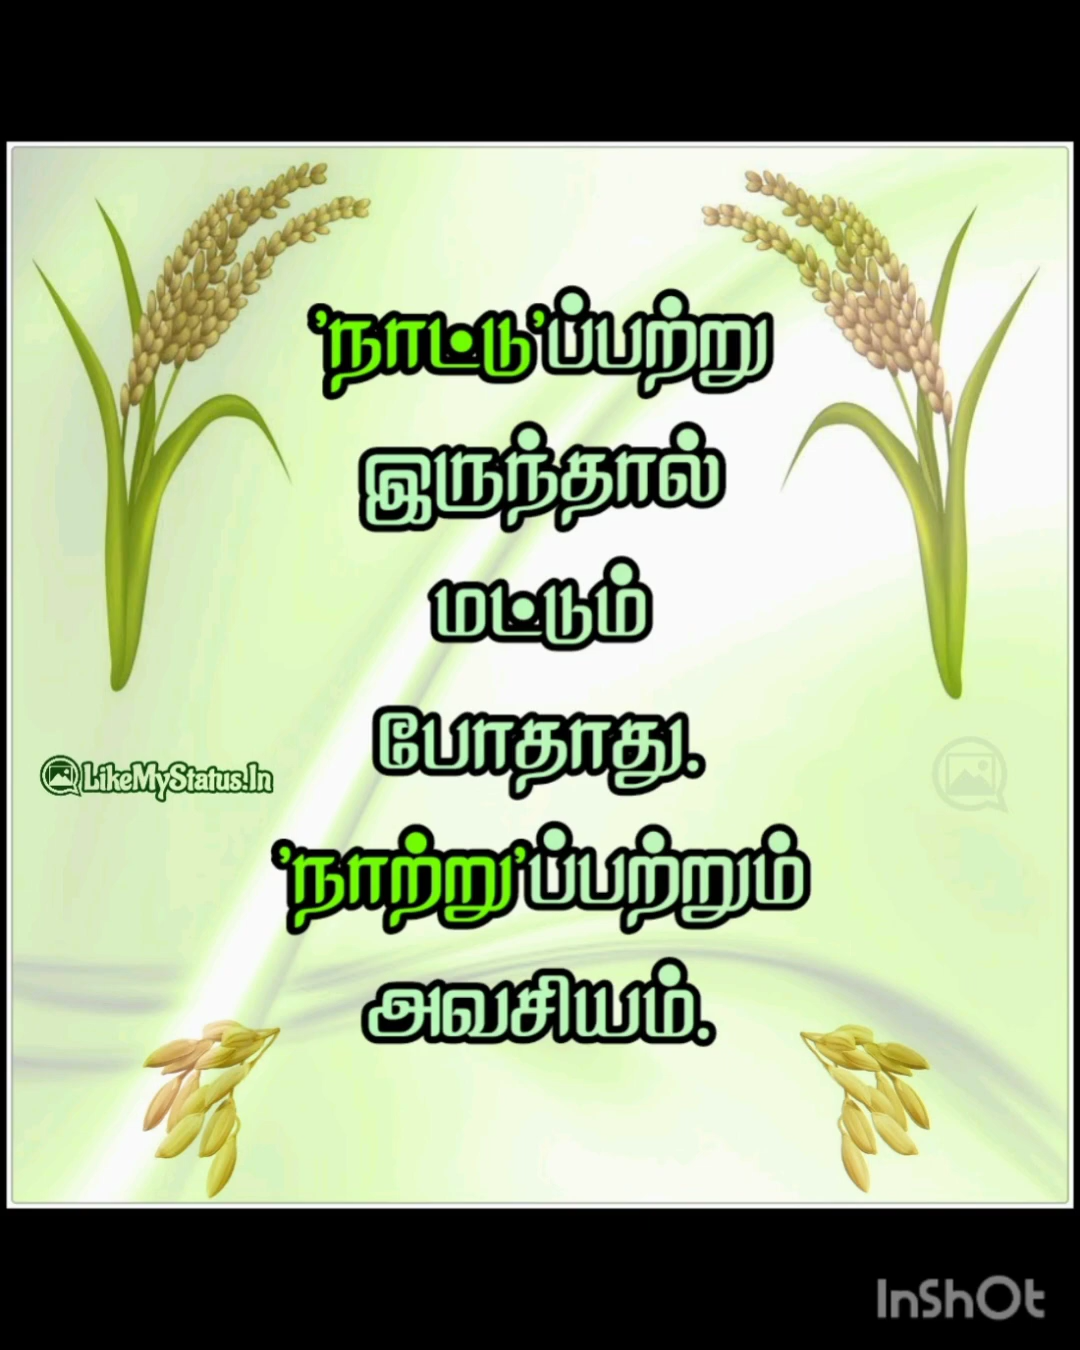 'நாட்டு'ப்பற்று
இருந்தால்
மட்டும்
போதாது.
LikeMyStatus.In
'நாற்று'ப்பற்றும்
அவசியம்.
InShOt